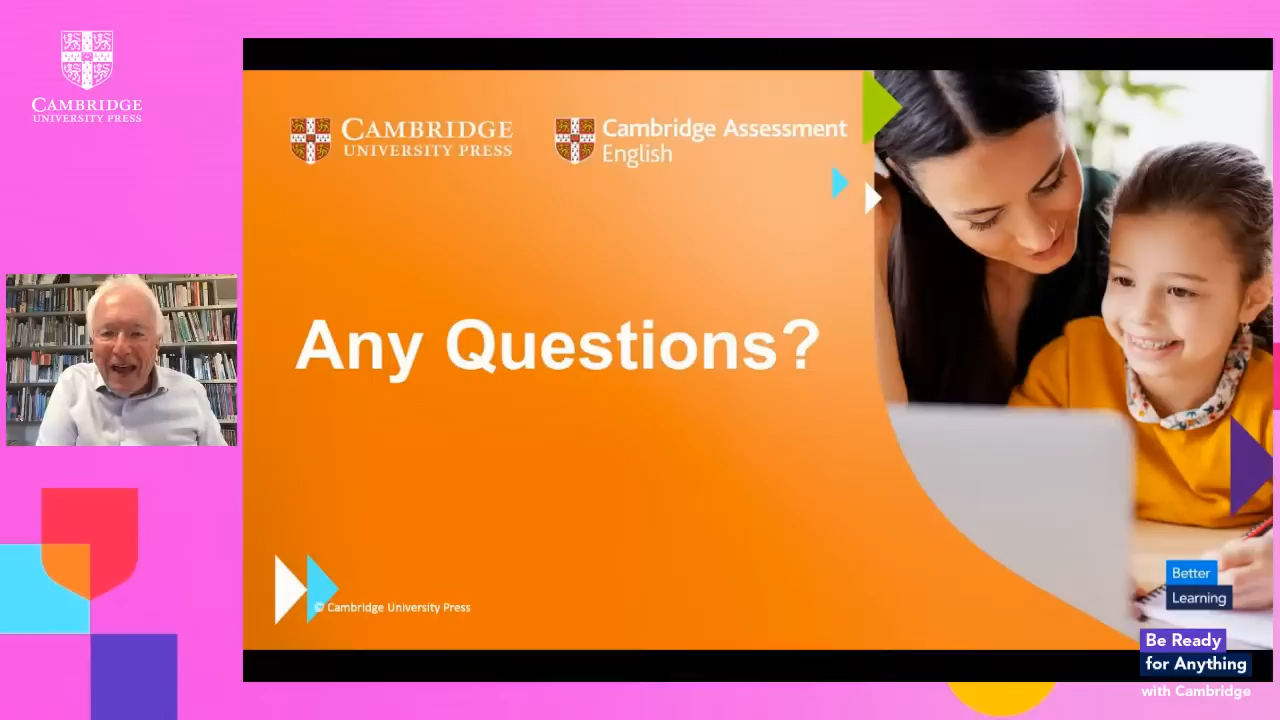 CAMBRIDGE
UNIVERSITY PRESS
CAMBRIDGE
UNIVERSITY PRESS
Cambridge Assessment
English
Any Questions?
© Cambridge University Press
Better
Learning
Be Ready
for Anything
with Cambridge